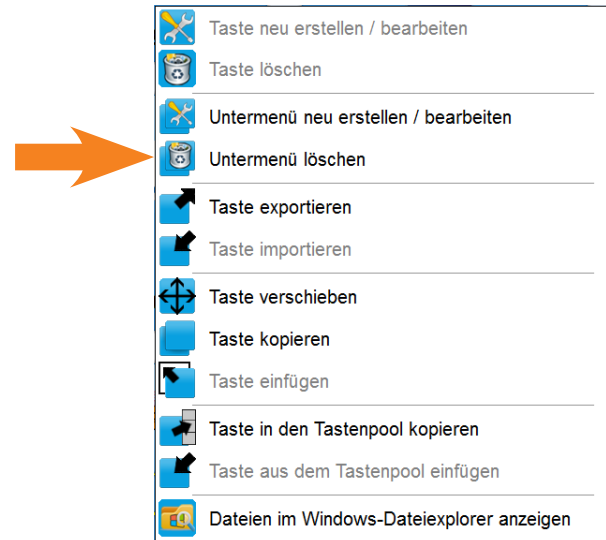 Taste neu erstellen / bearbeiten
Taste löschen
Untermenü neu erstellen / bearbeiten
Untermenü löschen
Taste exportieren
Taste importieren
Taste verschieben
Taste kopieren
Taste einfügen
Taste in den Tastenpool kopieren
Taste aus dem Tastenpool einfügen
Dateien im Windows-Dateiexplorer anzeigen